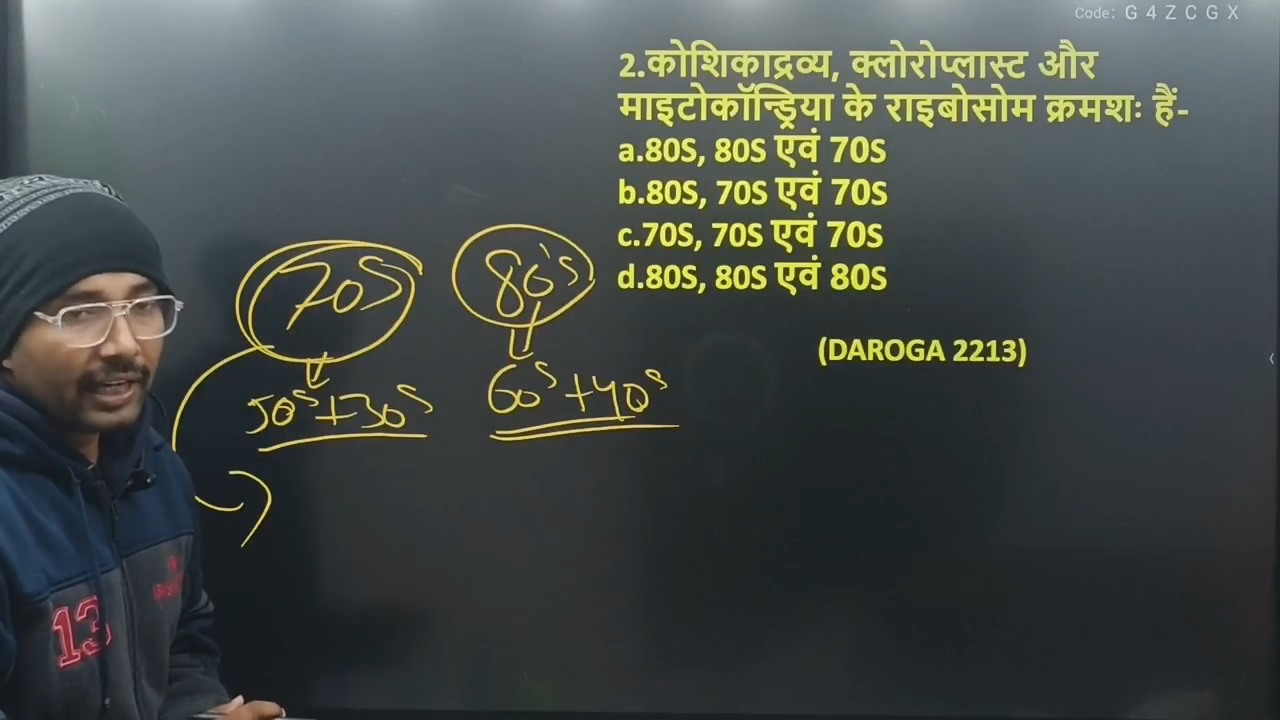 Code: G 4 Z C G X
2.कोशिकाद्रव्य, क्लोरोप्लास्ट और
माइटोकॉन्ड्रिया के राइबोसोम क्रमशः हैं-
a.80S, 80S एवं 70S
b.80S, 70S एवं 70S
c.70S, 70S एवं 70S
d.80S, 80S एवं 80S
(DAROGA 2213)
70S
80's
50s+30s
60s+40s
13